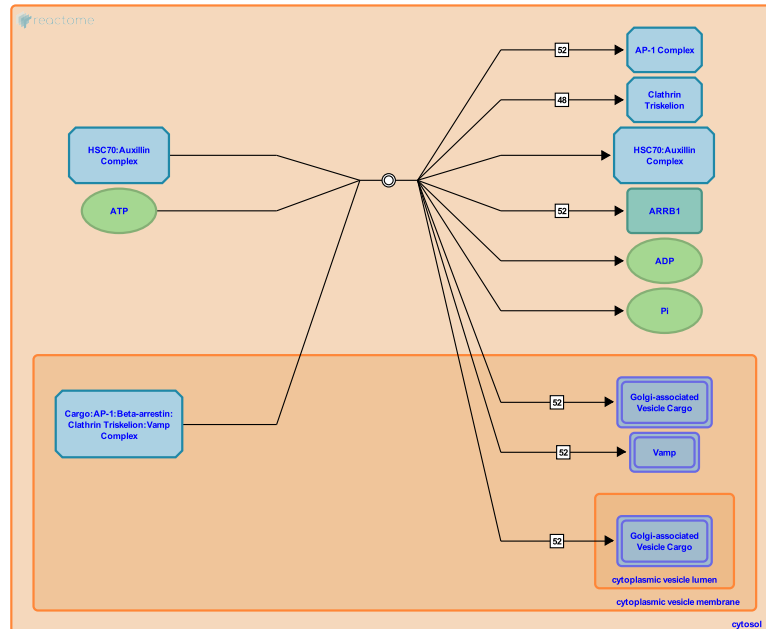 reactome
52
AP-1 Complex
48
Clathrin
Triskelion
HSC70:Auxillin
Complex
HSC70:Auxillin
Complex
ATP
52
ARRB1
ADP
Pi
Cargo:AP-1:Beta-arrestin:
Clathrin Triskelion:Vamp
Complex
52
Golgi-associated
Vesicle Cargo
52
Vamp
52
Golgi-associated
Vesicle Cargo
cytoplasmic vesicle lumen
cytoplasmic vesicle membrane
cytosol